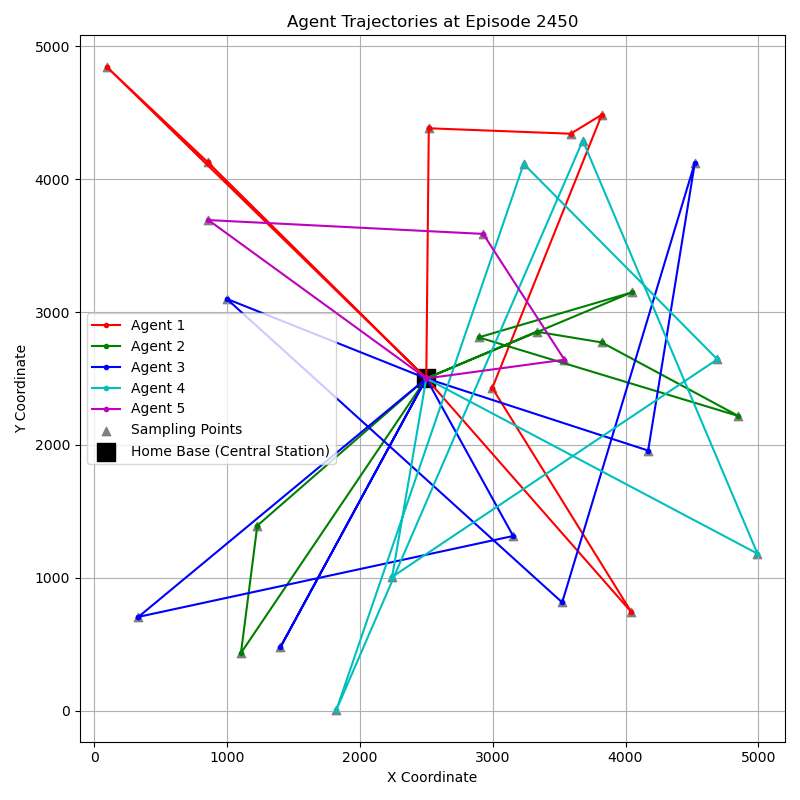 Agent Trajectories at Episode 2450
5000
4000
3000
2000
1000
0
Y Coordinate
Agent 1
Agent 2
Agent 3
Agent 4
Agent 5
Sampling Points
Home Base (Central Station)
0 1000 2000 3000 4000 5000
X Coordinate